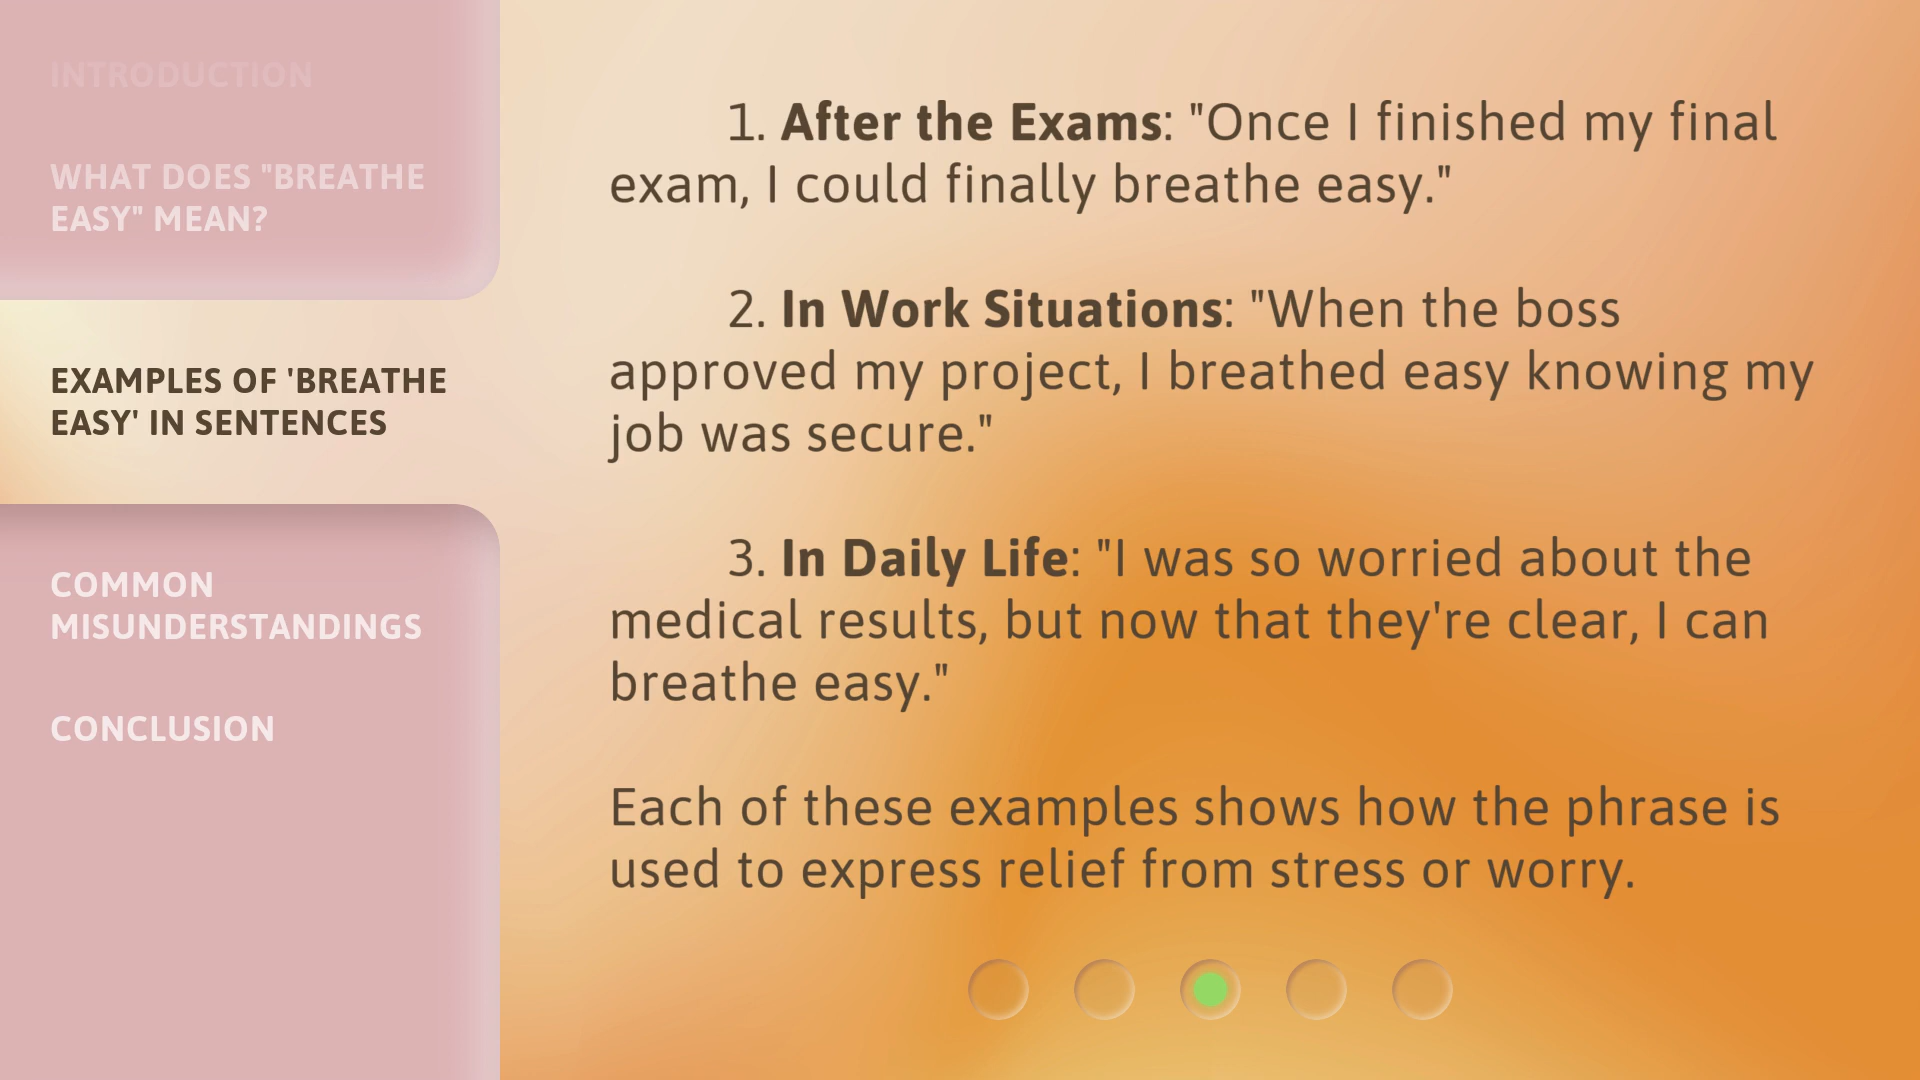 INTRODUCTION
WHAT DOES "BREATHE
EASY" MEAN?
EXAMPLES OF 'BREATHE
EASY' IN SENTENCES
COMMON
MISUNDERSTANDINGS
CONCLUSION
1. After the Exams: "Once I finished my final
exam, I could finally breathe easy."
2. In Work Situations: "When the boss
approved my project, I breathed easy knowing my
job was secure."
3. In Daily Life: "I was so worried about the
medical results, but now that they're clear, I can
breathe easy."
Each of these examples shows how the phrase is
used to express relief from stress or worry.